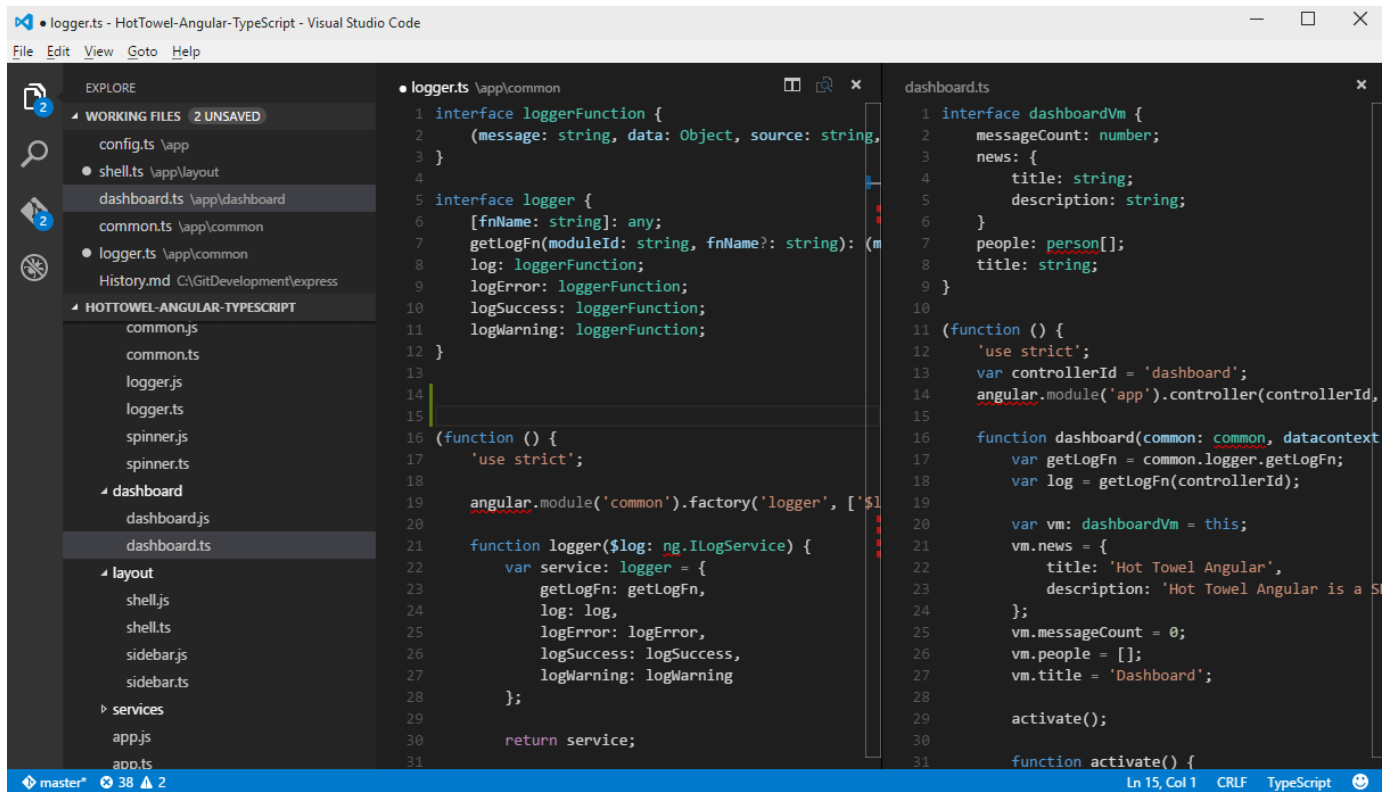 ● logger.ts - HotTowel-Angular-TypeScript - Visual Studio Code
File Edit View Goto Help
EXPLORE
WORKING FILES 2 UNSAVED
config.ts \app
● shell.ts \app\layout
dashboard.ts \app\dashboard
common.ts \app\common
● logger.ts \app\common
History.md C:\GitDevelopment\express
HOTTOWEL-ANGULAR-TYPESCRIPT
common.js
common.ts
logger.js
logger.ts
spinner.js
spinner.ts
dashboard
dashboard.js
dashboard.ts
layout
shell.js
shell.ts
sidebar.js
sidebar.ts
services
app.js
app.ts
2
2
● logger.ts \app\common
1 interface loggerFunction {
2 (message: string, data: Object, source: string,
3 }
4
5 interface logger {
6 [fnName: string]: any;
7 getLogFn(moduleId: string, fnName?: string): (m
8 log: loggerFunction;
9 logError: loggerFunction;
10 logSuccess: loggerFunction;
11 logWarning: loggerFunction;
12 }
13
14
15
16 (function () {
17 'use strict';
18
19 angular.module('common').factory('logger', ['$l
20
21 function logger($log: ng.ILogService) {
22 var service: logger = {
23 getLogFn: getLogFn,
24 log: log,
25 logError: logError,
26 logSuccess: logSuccess,
27 logWarning: logWarning
28 };
29
30 return service;
31
dashboard.ts
1 interface dashboardVm {
2 messageCount: number;
3 news: {
4 title: string;
5 description: string;
6 }
7 people: person[];
8 title: string;
9 }
10
11 (function () {
12 'use strict';
13 var controllerId = 'dashboard';
14 angular.module('app').controller(controllerId,
15
16 function dashboard(common: common, datacontext
17 var getLogFn = common.logger.getLogFn;
18 var log = getLogFn(controllerId);
19
20 var vm: dashboardVm = this;
21 vm.news = {
22 title: 'Hot Towel Angular',
23 description: 'Hot Towel Angular is a S
24 };
25 vm.messageCount = 0;
26 vm.people = [];
27 vm.title = 'Dashboard';
28
29 activate();
30
31 function activate() {
master* 38 2
Ln 15, Col 1 CRLF TypeScript